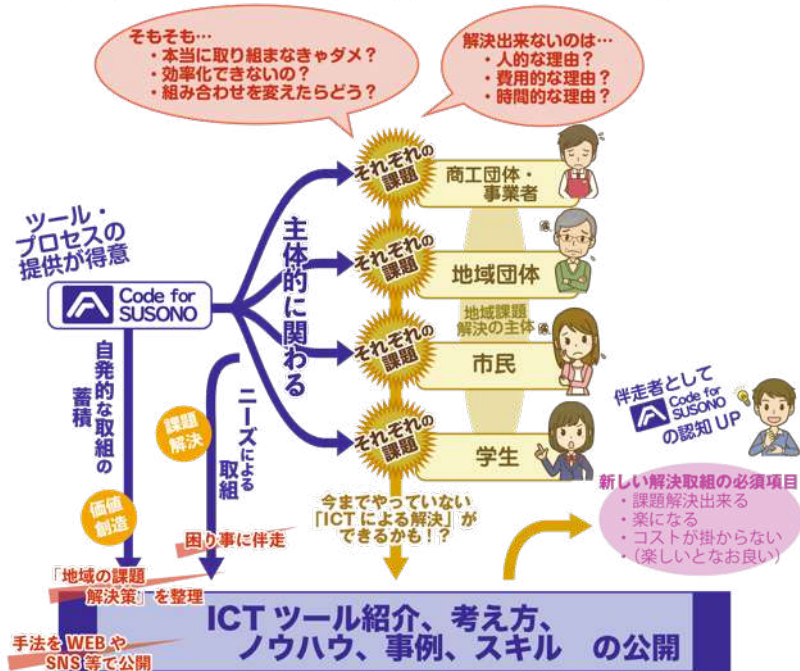 そもそも…
・本当に取り組まなきゃダメ？
・効率化できないの？
・組み合わせを変えたらどう？
解決出来ないのは…
・人的な理由？
・費用的な理由？
・時間的な理由？
それぞれの
課題
商工団体・
事業者
それぞれの
課題
地域団体
地域課題
解決の主体
それぞれの
課題
市民
それぞれの
課題
学生
ツール・
プロセスの
提供が得意
Code for
SUSONO
主体的に関わる
自発的な取組の
蓄積
価値
創造
課題
解決
ニーズによる
取組
困り事に伴走
今までやっていない
「ICTによる解決」が
できるかも！？
伴走者として
Code for
SUSONO
の認知UP
新しい解決取組の必須項目
・課題解決出来る
・楽になる
・コストが掛からない
・（楽しいとなお良い）
「地域の課題
解決策」を整理
手法をWEBや
SNS等で公開
ICTツール紹介、考え方、
ノウハウ、事例、スキル　の公開